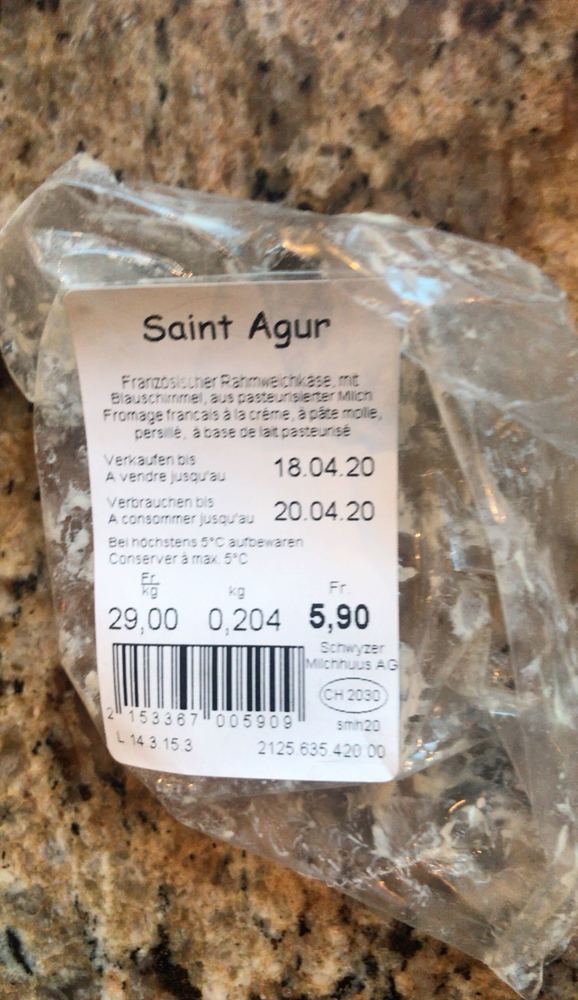 Saint Agur
Französischer Rahmweichkäse, mit
Blauschimmel, aus pasteurisierter Milch
Fromage francais à la crème, à pâte molle,
persillé, à base de lait pasteurisé
Verkaufen bis
A vendre jusqu'au 18.04.20
Verbrauchen bis
A consommer jusqu'au 20.04.20
Bei höchstens 5°C aufbewaren
Conserver à max. 5°C
Fr.
kg kg Fr.
29,00 0,204 5,90
Schwyzer
Milchhuus AG
CH 2030
2 153367 005909 smh20
L 14 3 15 3 2125 635 420 00